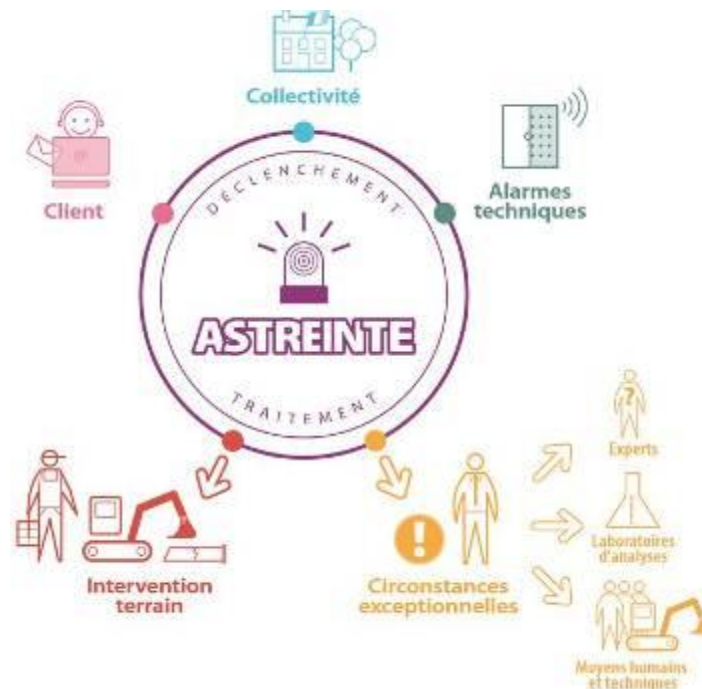 Collectivité
Client
Alarmes
techniques
DÉCLENCHEMENT
ASTREINTE
TRAITEMENT
Intervention
terrain
Circonstances
exceptionnelles
Experts
Laboratoires
d'analyses
Moyens humains
et techniques